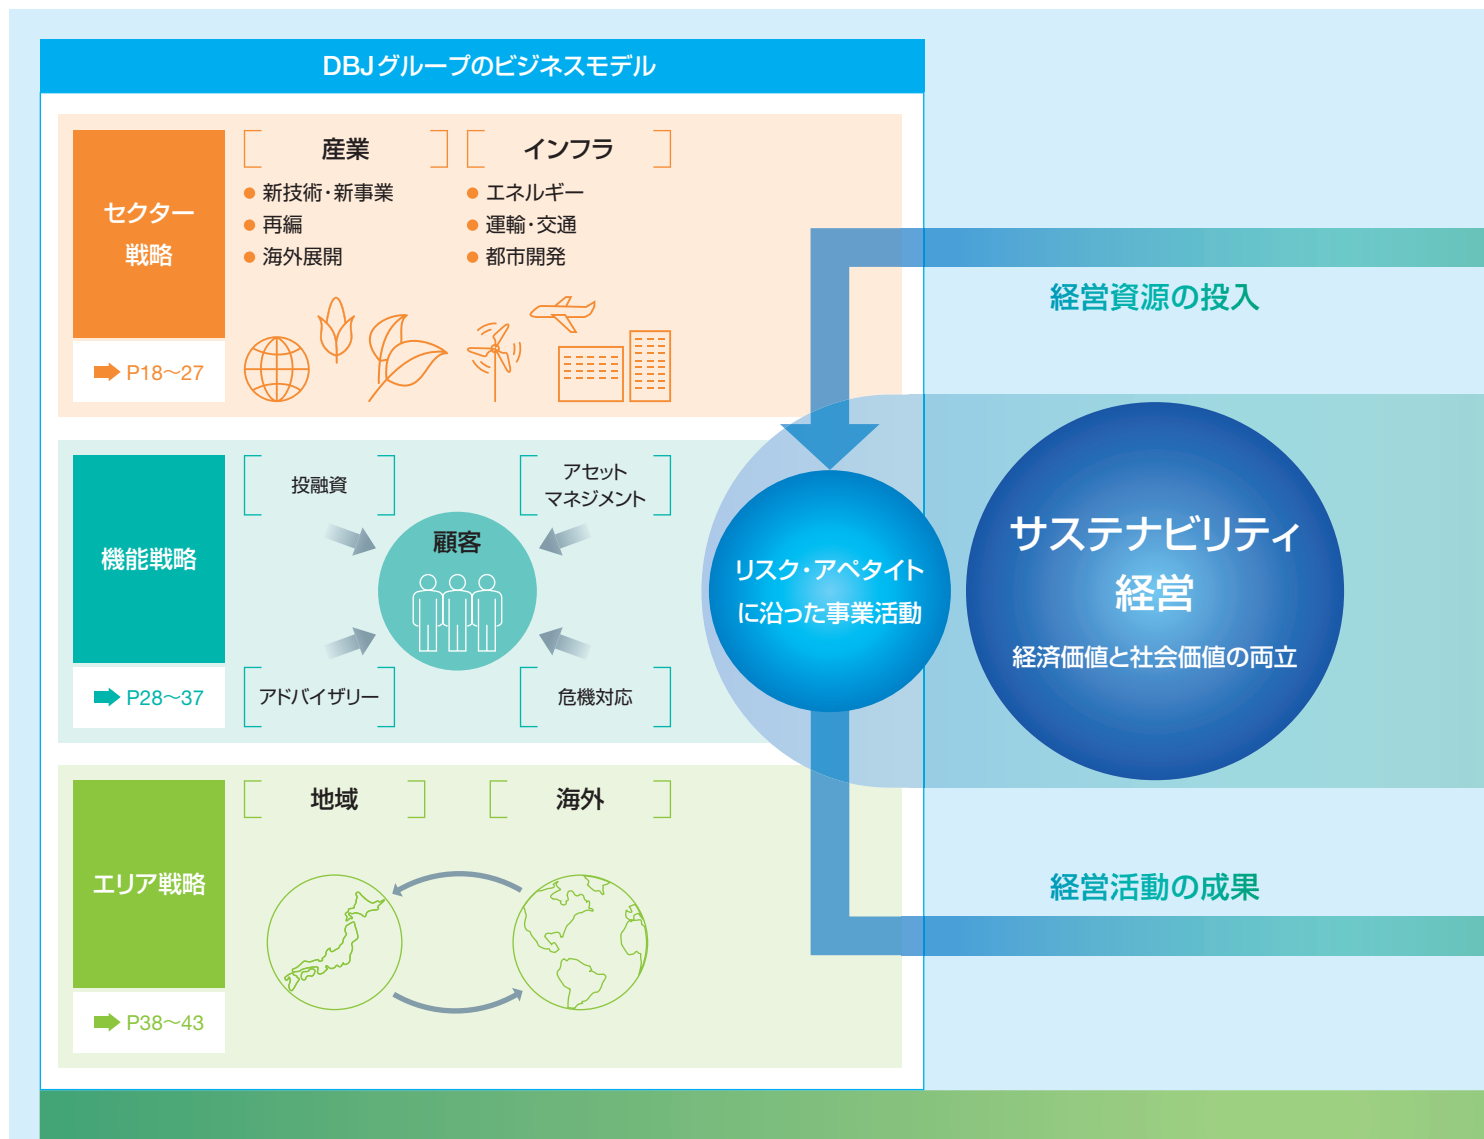 DBJグループのビジネスモデル
セクター
戦略
P18～27
産業
● 新技術・新事業
● 再編
● 海外展開
インフラ
● エネルギー
● 運輸・交通
● 都市開発
機能戦略
P28～37
投融資
アセット
マネジメント
顧客
アドバイザリー
危機対応
エリア戦略
P38～43
地域
海外
経営資源の投入
リスク・アペタイト
に沿った事業活動
サステナビリティ
経営
経済価値と社会価値の両立
経営活動の成果